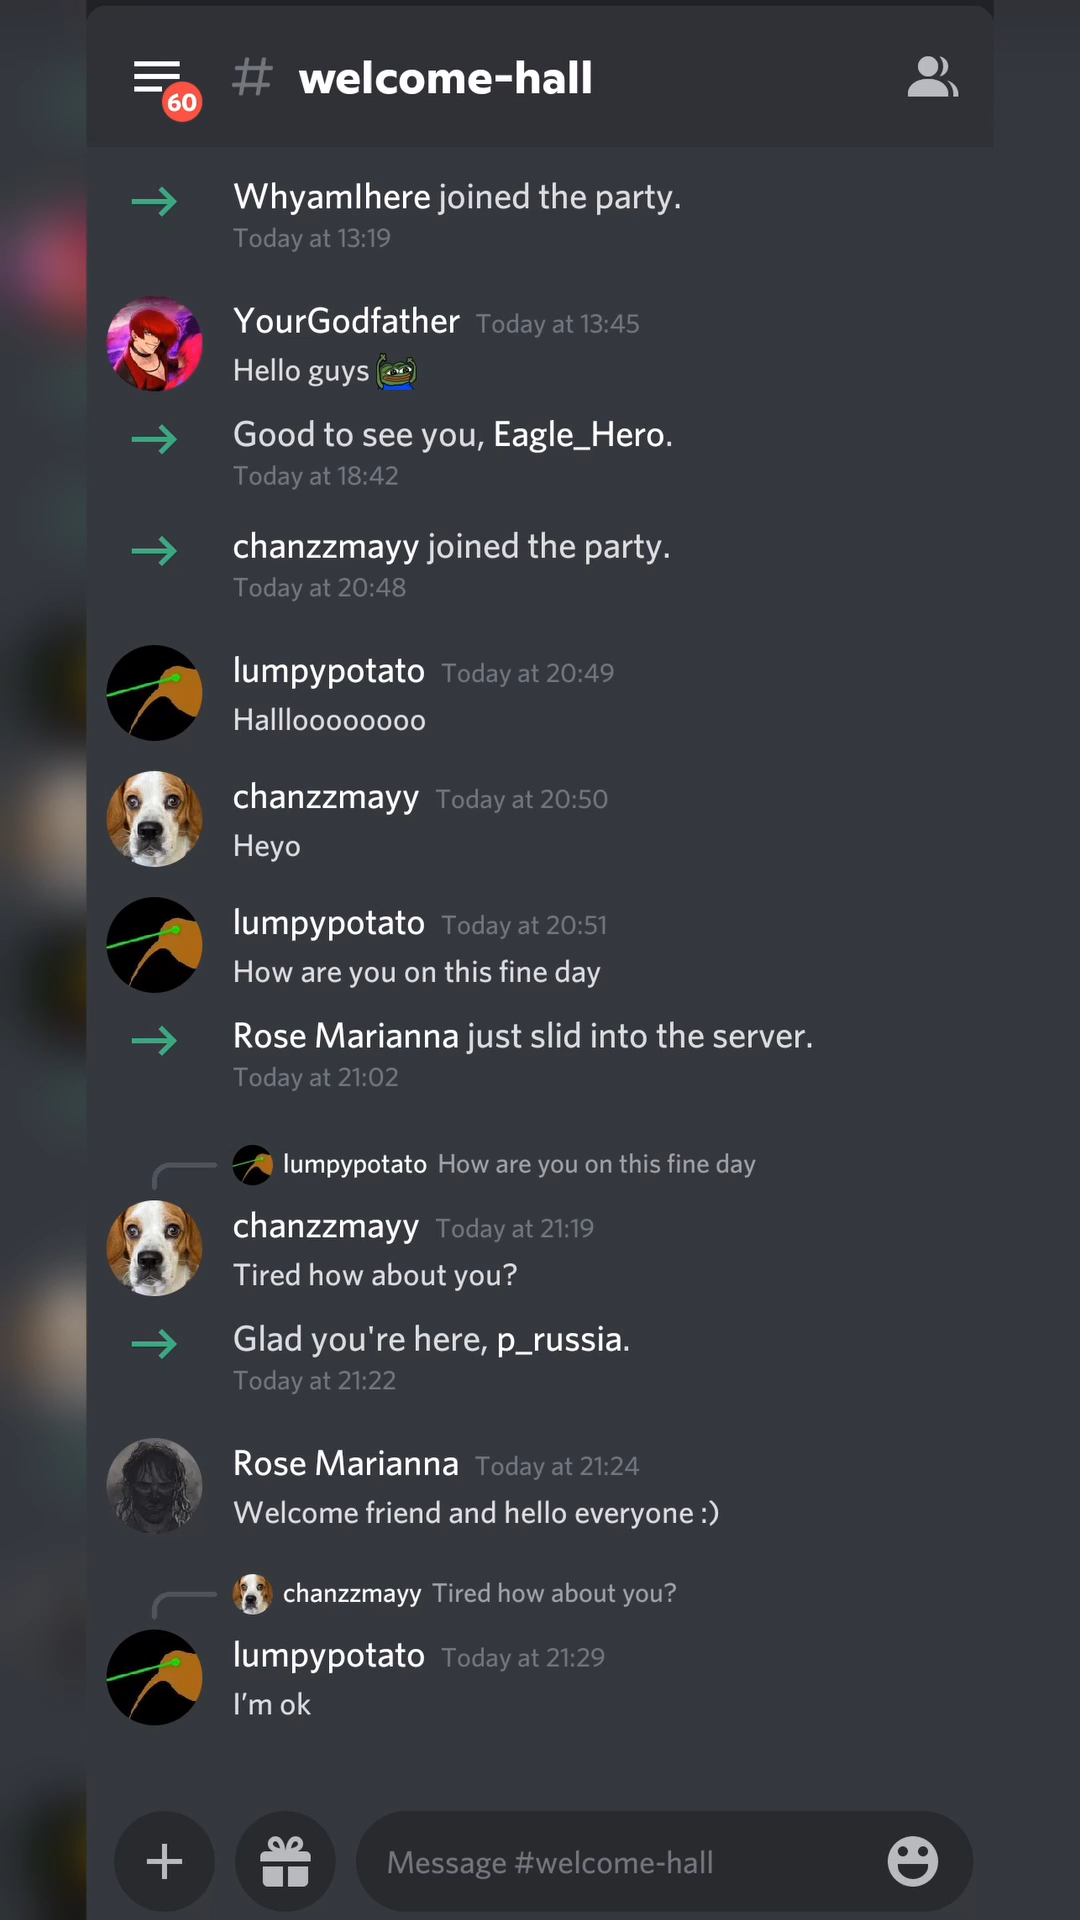 60
# welcome-hall
WhyamIhere joined the party.
Today at 13:19
YourGodfather Today at 13:45
Hello guys
Good to see you, Eagle_Hero.
Today at 18:42
chanzzmayy joined the party.
Today at 20:48
lumpypotato Today at 20:49
Hallloooooooo
chanzzmayy Today at 20:50
Heyo
lumpypotato Today at 20:51
How are you on this fine day
Rose Marianna just slid into the server.
Today at 21:02
lumpypotato How are you on this fine day
chanzzmayy Today at 21:19
Tired how about you?
Glad you're here, p_russia.
Today at 21:22
Rose Marianna Today at 21:24
Welcome friend and hello everyone :)
chanzzmayy Tired how about you?
lumpypotato Today at 21:29
I’m ok
Message #welcome-hall